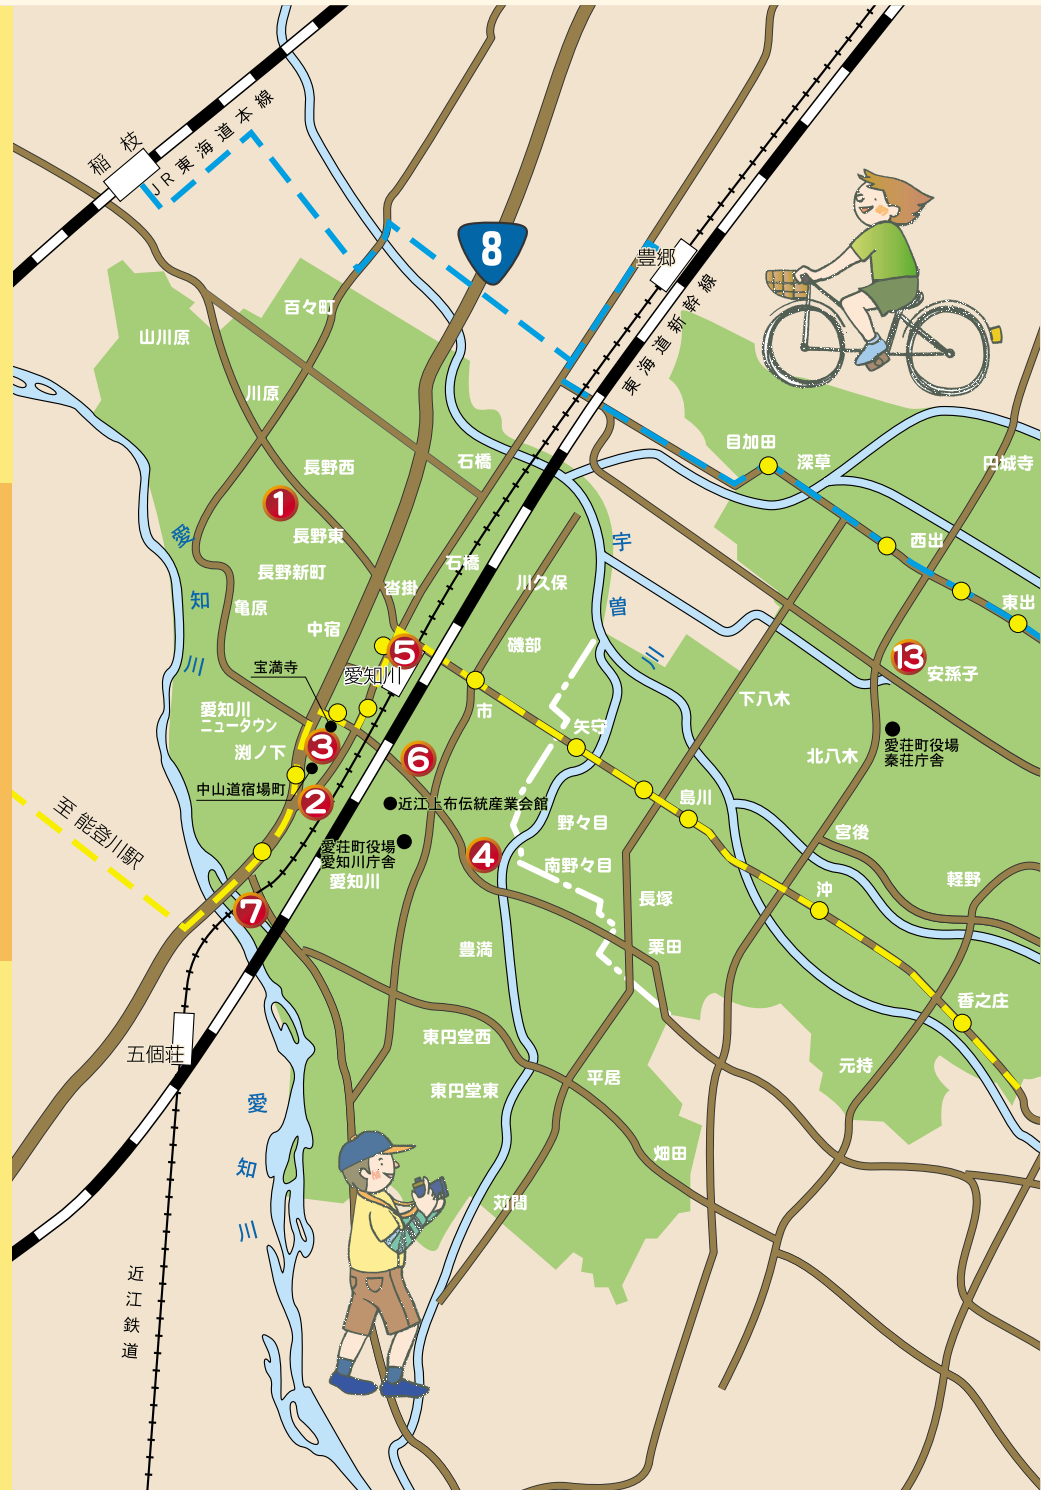 稲枝
JR東海道本線
8
豊郷
東海道新幹線
百々町
山川原
川原
長野西
石橋
目加田
深草
円城寺
1
長野東
愛知川
宇曽川
西出
長野新町
石橋
川久保
沓掛
亀原
東出
中宿
磯部
5
13
安孫子
宝満寺
愛知川
下八木
愛知川
ニュータウン
市
矢守
愛荘町役場
秦荘庁舎
渕ノ下
3
6
北八木
中山道宿場町
2
近江上布伝統産業会館
島川
至 能登川駅
野々目
宮後
愛荘町役場
愛知川庁舎
4
南野々目
愛知川
軽野
長塚
7
沖
豊満
栗田
香之庄
東円堂西
五個荘
元持
平居
東円堂東
愛知川
畑田
苅間
近江鉄道